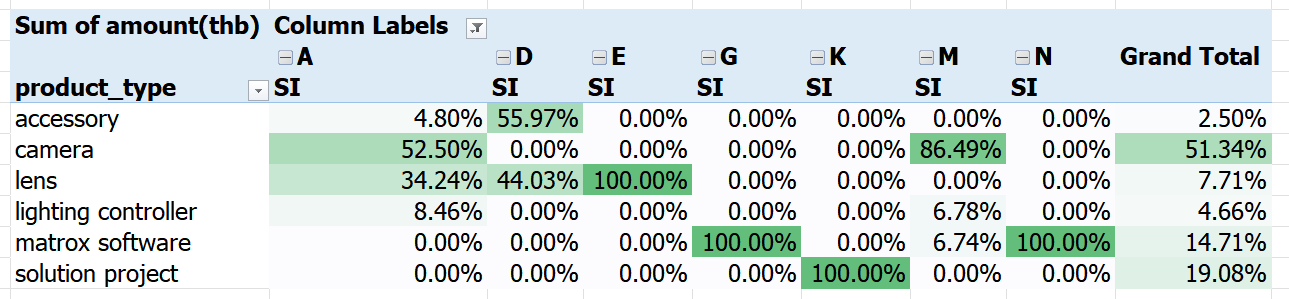 Sum of amount(thb) Column Labels
A D E G K M N Grand Total
product_type SI SI SI SI SI SI SI
accessory 4.80% 55.97% 0.00% 0.00% 0.00% 0.00% 0.00% 2.50%
camera 52.50% 0.00% 0.00% 0.00% 0.00% 86.49% 0.00% 51.34%
lens 34.24% 44.03% 100.00% 0.00% 0.00% 0.00% 0.00% 7.71%
lighting controller 8.46% 0.00% 0.00% 0.00% 0.00% 6.78% 0.00% 4.66%
matrox software 0.00% 0.00% 0.00% 100.00% 0.00% 6.74% 100.00% 14.71%
solution project 0.00% 0.00% 0.00% 0.00% 100.00% 0.00% 0.00% 19.08%